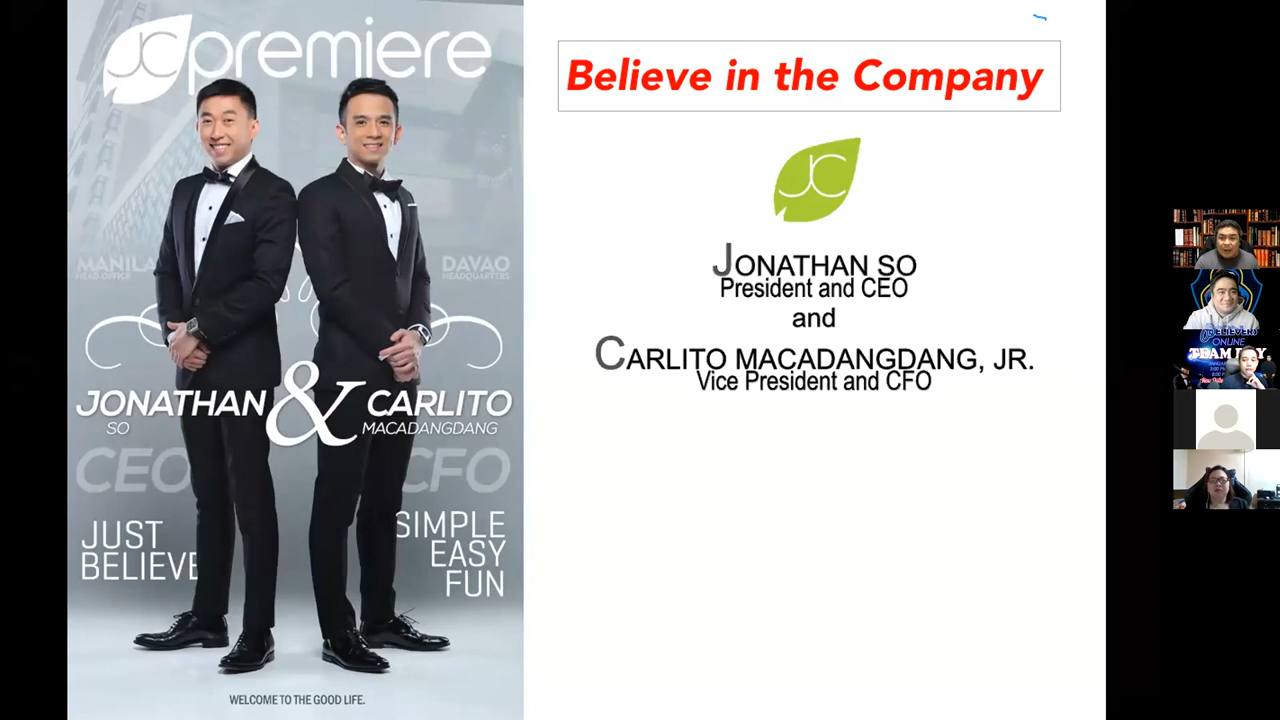 JC premiere
MANILA
HEAD OFFICE
DAVAO
HEADQUARTERS
JONATHAN & CARLITO
SO
MACADANGDANG
CEO
CFO
JUST
BELIEVE
SIMPLE
EASY
FUN
WELCOME TO THE GOOD LIFE.
Believe in the Company
JC
JONATHAN SO
President and CEO
and
CARLITO MACADANGDANG, JR.
Vice President and CFO
BELIEVERS
ONLINE